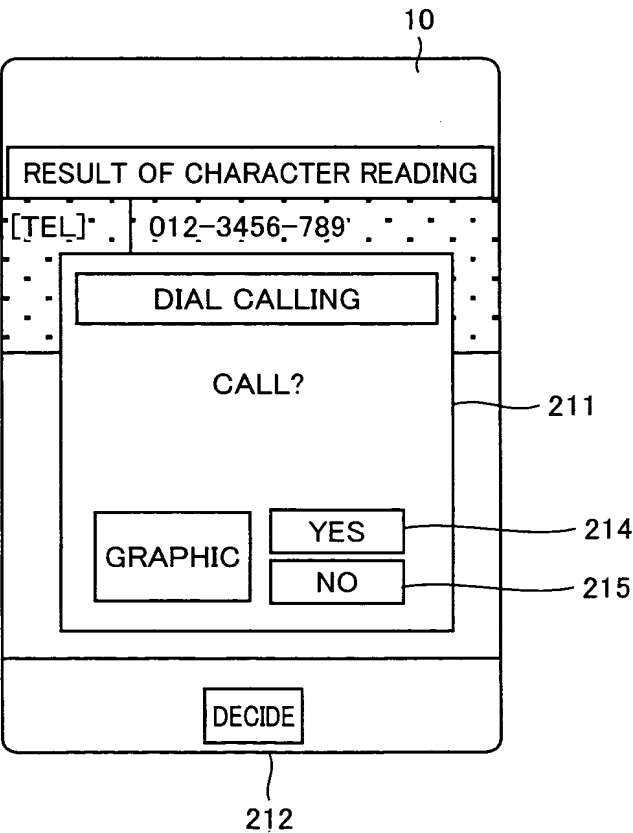 10
RESULT OF CHARACTER READING
[TEL] 012-3456-789
DIAL CALLING
CALL?
211
YES
214
GRAPHIC
NO
215
DECIDE
212